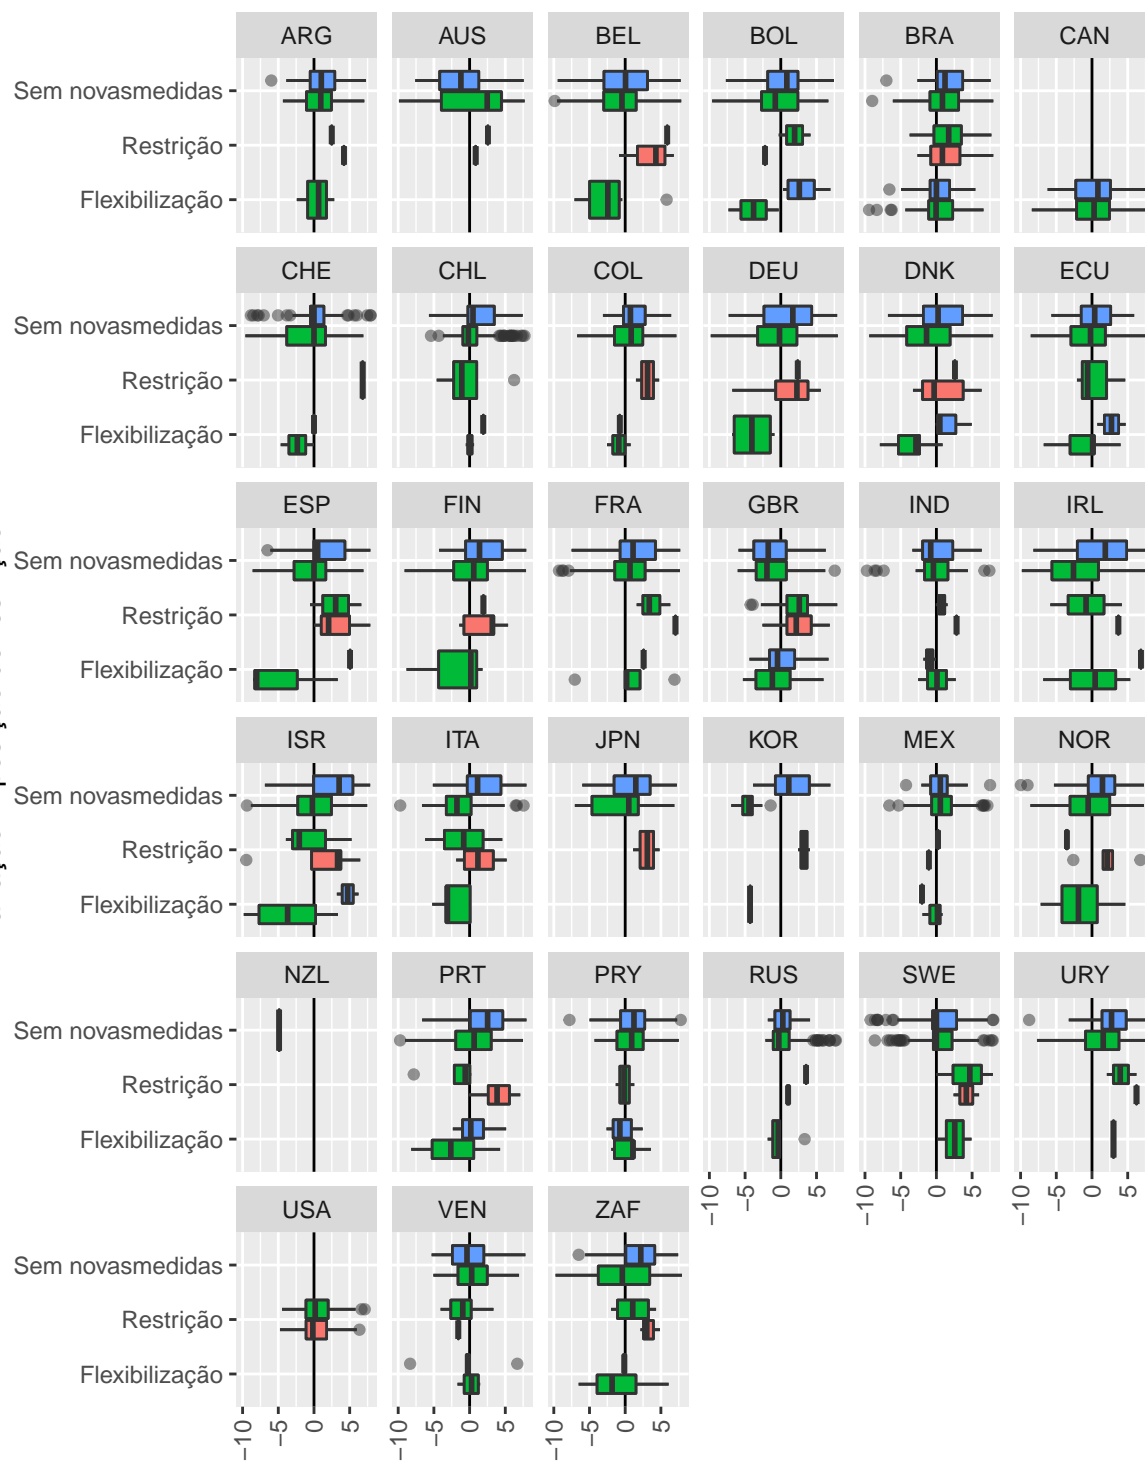 ARG AUS BEL BOL BRA CAN
Sem novasmedidas
Restrição
Flexibilização
CHE CHL COL DEU DNK ECU
Sem novasmedidas
Restrição
Flexibilização
ESP FIN FRA GBR IND IRL
Sem novasmedidas
Restrição
Flexibilização
ISR ITA JPN KOR MEX NOR
Sem novasmedidas
Restrição
Flexibilização
NZL PRT PRY RUS SWE URY
Sem novasmedidas
Restrição
Flexibilização
−10 −5 0 5 −10 −5 0 5 −10 −5 0 5
USA VEN ZAF
Sem novasmedidas
Restrição
Flexibilização
−10 −5 0 5 −10 −5 0 5 −10 −5 0 5